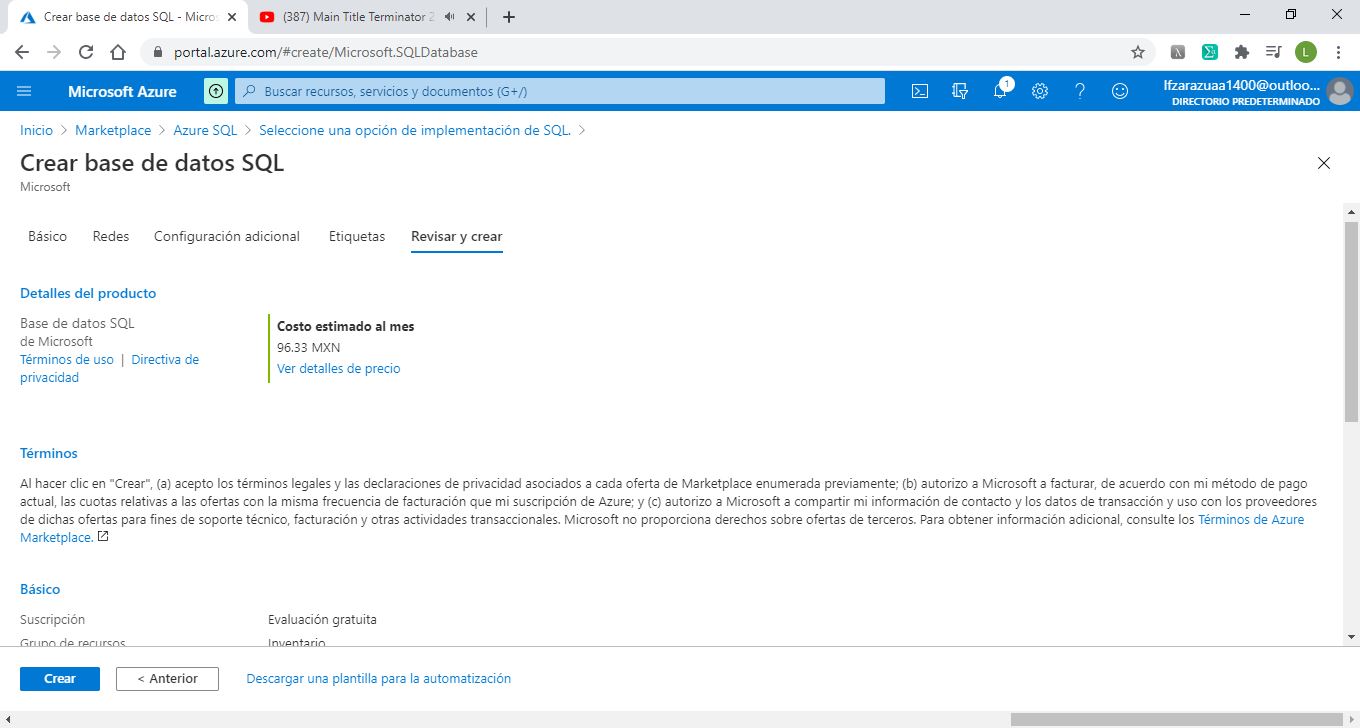 Crear base de datos SQL - Micros
(387) Main Title Terminator 2
portal.azure.com/#create/Microsoft.SQLDatabase
L
Microsoft Azure
Buscar recursos, servicios y documentos (G+/)
1
lfzarazuaa1400@outloo...
DIRECTORIO PREDETERMINADO
Inicio > Marketplace > Azure SQL > Seleccione una opción de implementación de SQL. >
Crear base de datos SQL
Microsoft
Básico Redes Configuración adicional Etiquetas Revisar y crear
Detalles del producto
Base de datos SQL
de Microsoft
Términos de uso | Directiva de
privacidad
Costo estimado al mes
96.33 MXN
Ver detalles de precio
Términos
Al hacer clic en "Crear", (a) acepto los términos legales y las declaraciones de privacidad asociados a cada oferta de Marketplace enumerada previamente; (b) autorizo a Microsoft a facturar, de acuerdo con mi método de pago
actual, las cuotas relativas a las ofertas con la misma frecuencia de facturación que mi suscripción de Azure; y (c) autorizo a Microsoft a compartir mi información de contacto y los datos de transacción y uso con los proveedores
de dichas ofertas para fines de soporte técnico, facturación y otras actividades transaccionales. Microsoft no proporciona derechos sobre ofertas de terceros. Para obtener información adicional, consulte los Términos de Azure
Marketplace.
Básico
Suscripción Evaluación gratuita
Grupo de recursos Inventario
Crear < Anterior Descargar una plantilla para la automatización